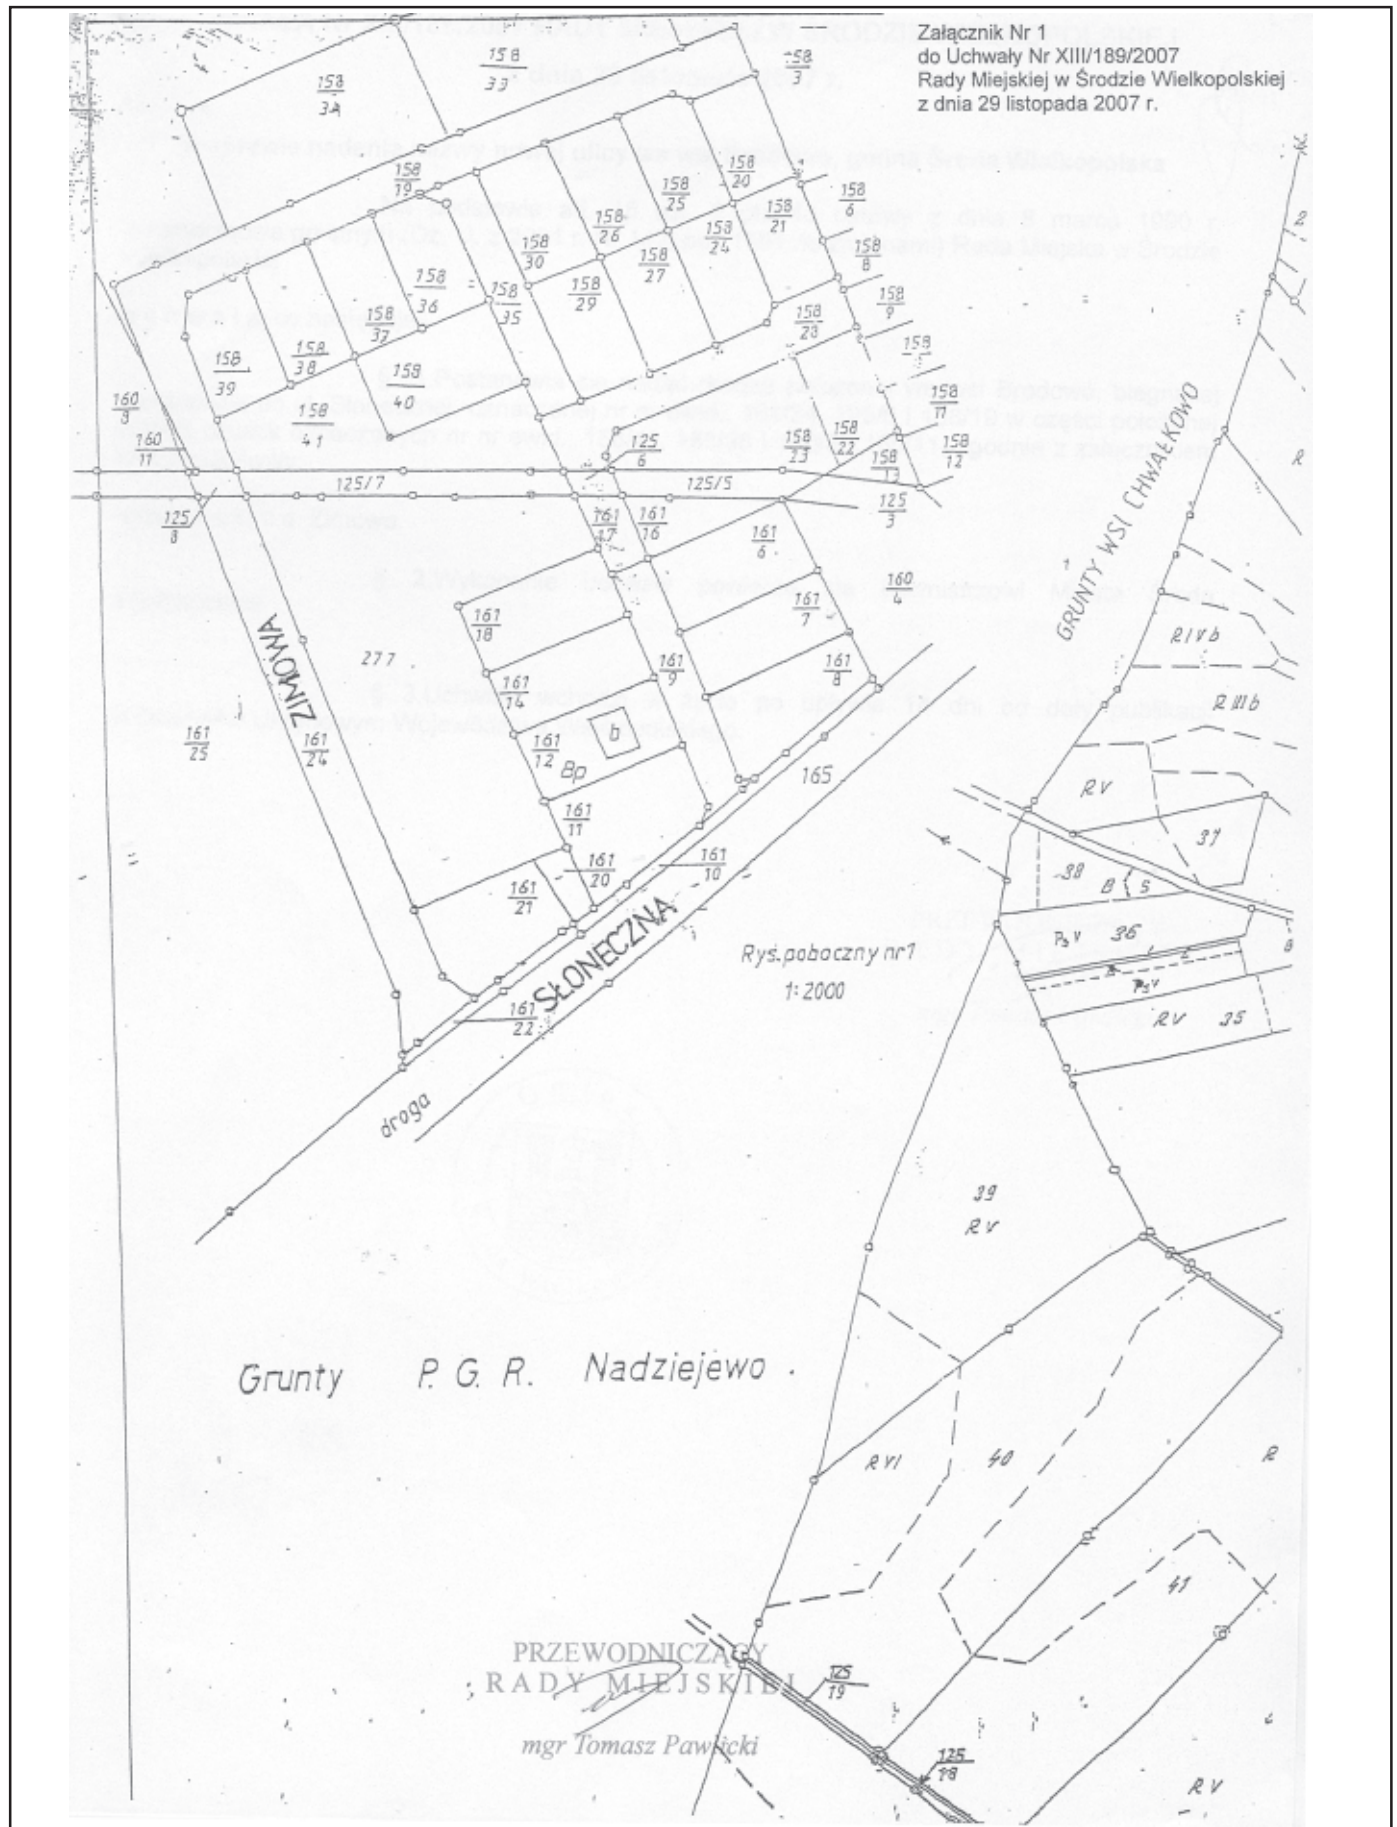 Załącznik Nr 1
do Uchwały Nr XIII/189/2007
Rady Miejskiej w Środzie Wielkopolskiej
z dnia 29 listopada 2007 r.
158/34
158/33
158/3
158/19
158/20
158/25
158/21
158/6
158/26
158/24
158/30
158/27
158/8
158/36
158/35
158/29
158/9
158/37
158/28
158/38
158/39
158/40
158/11
160/9
158/41
158/22
158/23
158/12
160/11
125/6
158/13
125/7
125/5
125/3
125/8
161/17
161/16
161/6
160/4
161/7
161/18
277
161/9
161/8
161/14
ZIMOWA
161/25
161/24
161/12
b
Bp
165
161/11
161/20
161/10
161/21
SŁONECZNA
161/22
droga
Rys. poboczny nr 1
1:2000
GRUNTY WSI CHWAŁKOWO
2
R
R IV b
R III b
R V
37
38
B S
Ps V 36
B
Ps V
R V 35
39
R V
Grunty P. G. R. Nadziejewo.
R VI
40
R
41
PRZEWODNICZĄCY
RADY MIEJSKIEJ
125/19
mgr Tomasz Pawlicki
125/18
R V